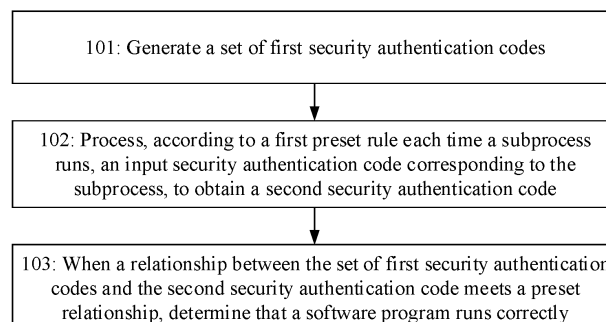 101: Generate a set of first security authentication codes
102: Process, according to a first preset rule each time a subprocess
runs, an input security authentication code corresponding to the
subprocess, to obtain a second security authentication code
103: When a relationship between the set of first security authentication
codes and the second security authentication code meets a preset
relationship, determine that a software program runs correctly